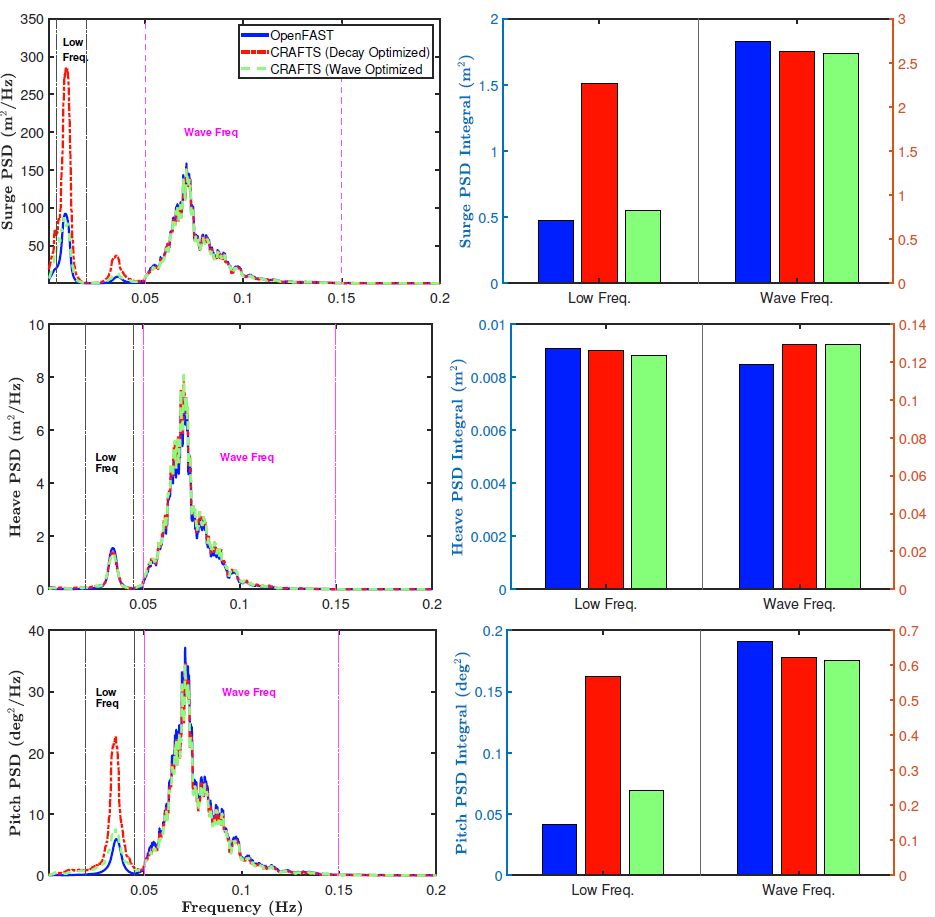 350
300
250
200
150
100
50
0.05
0.1
0.15
0.2
Surge PSD (m²/Hz)
Low
Freq.
Wave Freq
OpenFAST
CRAFTS (Decay Optimized)
CRAFTS (Wave Optimized
2
1.5
1
0.5
0
Surge PSD Integral (m²)
Low Freq.
Wave Freq.
3
2.5
2
1.5
1
0.5
0
10
8
6
4
2
0
0.05
0.1
0.15
0.2
Heave PSD (m²/Hz)
Low
Freq
Wave Freq
0.01
0.008
0.006
0.004
0.002
0
Heave PSD Integral (m²)
Low Freq.
Wave Freq.
0.14
0.12
0.1
0.08
0.06
0.04
0.02
0
40
30
20
10
0
0.05
0.1
0.15
0.2
Pitch PSD (deg²/Hz)
Low
Freq
Wave Freq
Frequency (Hz)
0.2
0.15
0.1
0.05
0
Pitch PSD Integral (deg²)
Low Freq.
Wave Freq.
0.7
0.6
0.5
0.4
0.3
0.2
0.1
0